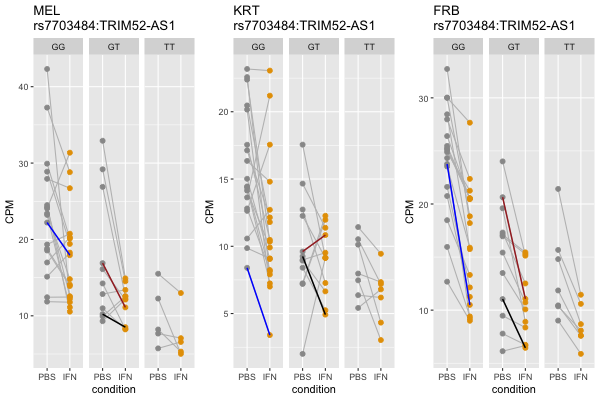 MEL
rs7703484:TRIM52-AS1
GG GT TT
CPM
40
30
20
10
PBS IFN PBS IFN PBS IFN
condition
KRT
rs7703484:TRIM52-AS1
GG GT TT
CPM
20
15
10
5
PBS IFN PBS IFN PBS IFN
condition
FRB
rs7703484:TRIM52-AS1
GG GT TT
CPM
30
20
10
PBS IFN PBS IFN PBS IFN
condition